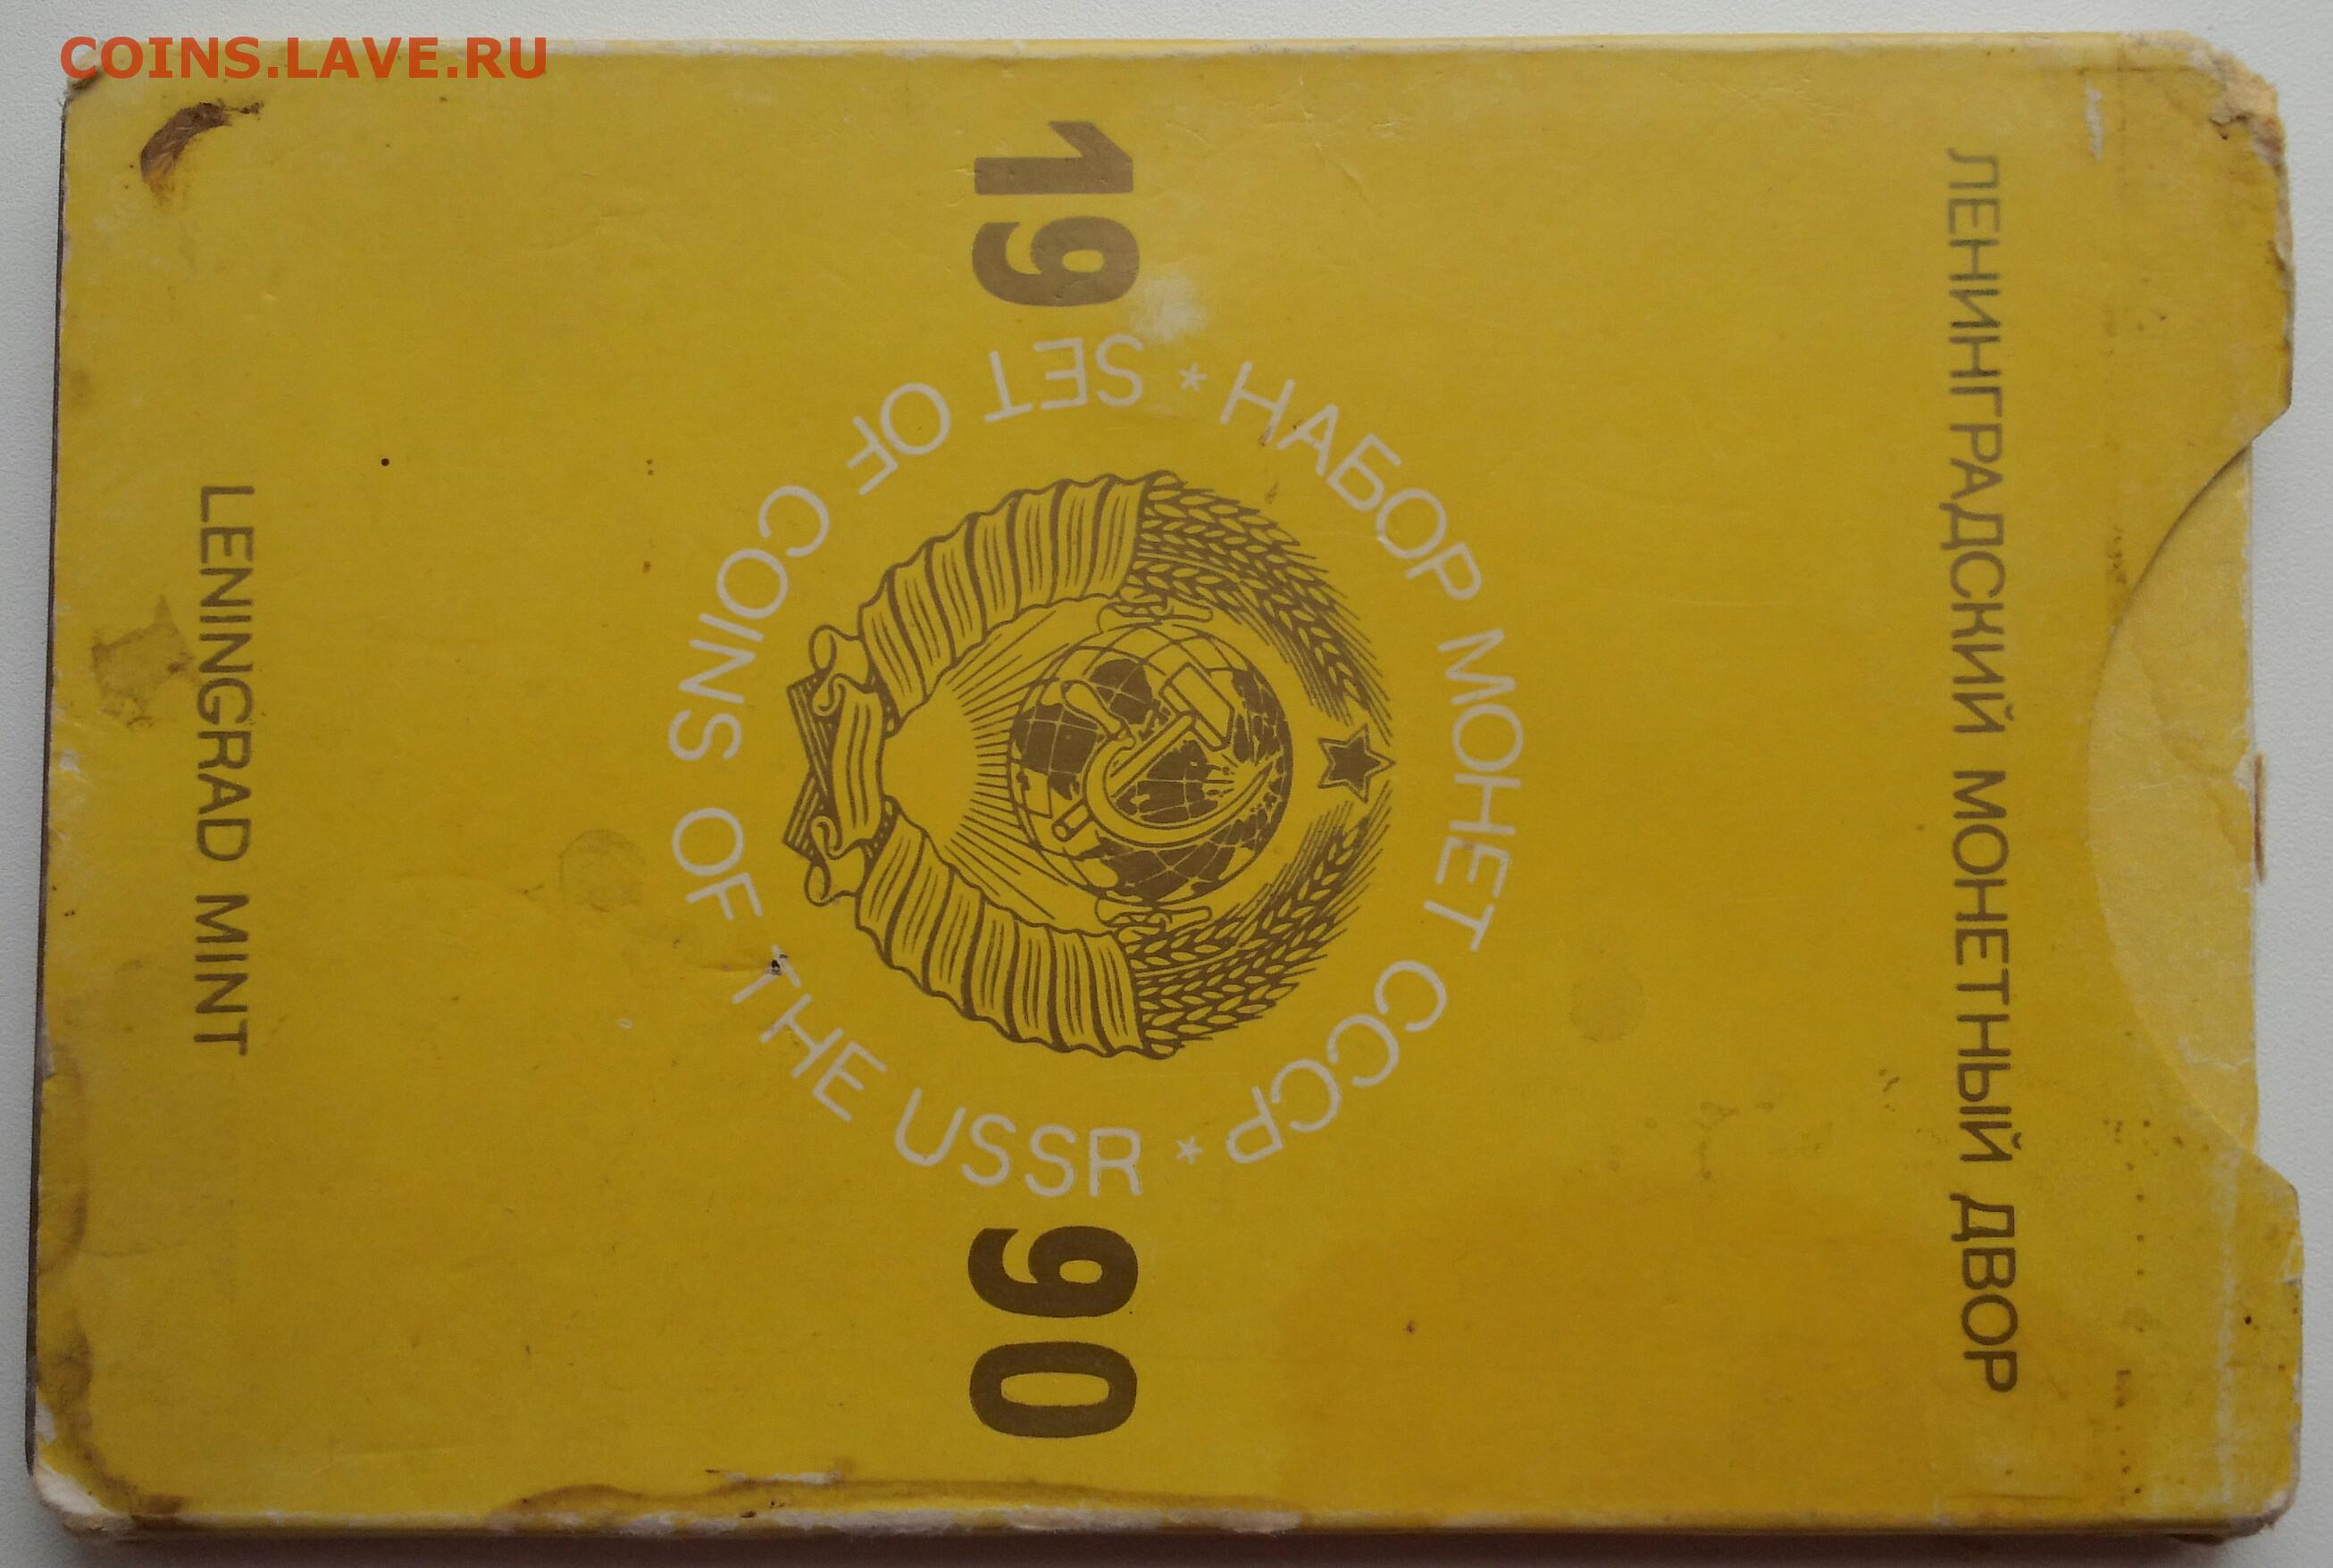 COINS.LAVE.RU
ЛЕНИНГРАДСКИЙ МОНЕТНЫЙ ДВОР
* НАБОР МОНЕТ СССР *
19 90
SET OF COINS OF THE USSR
LENINGRAD MINT